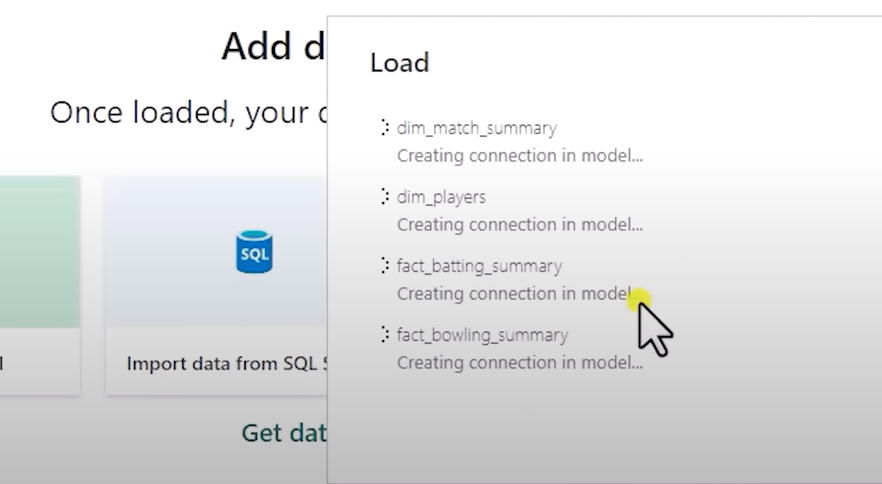 Add d
Once loaded, your
SQL
Import data from SQL
Get dat
Load
dim_match_summary
Creating connection in model...
dim_players
Creating connection in model...
fact_batting_summary
Creating connection in model...
fact_bowling_summary
Creating connection in model...